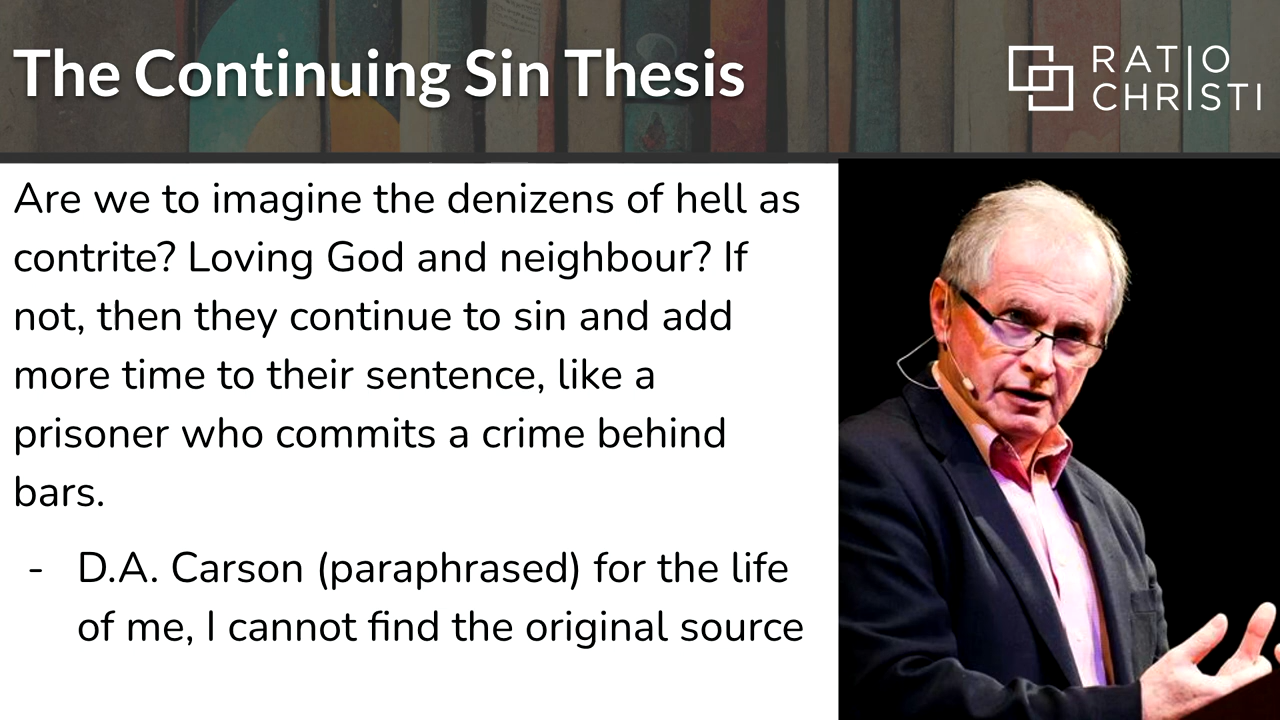 The Continuing Sin Thesis
RATIO
CHRISTI
Are we to imagine the denizens of hell as
contrite? Loving God and neighbour? If
not, then they continue to sin and add
more time to their sentence, like a
prisoner who commits a crime behind
bars.
- D.A. Carson (paraphrased) for the life
of me, I cannot find the original source